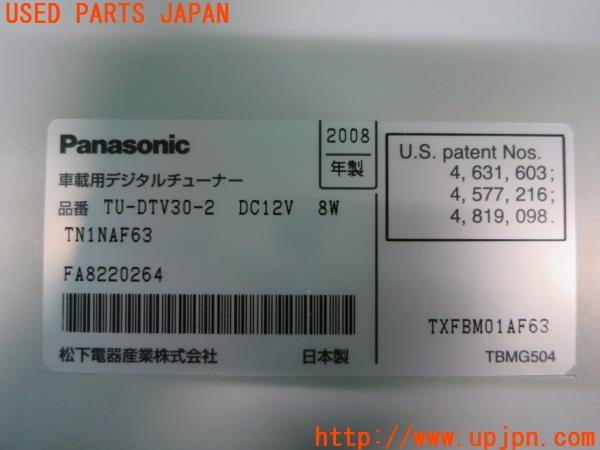 USED PARTS JAPAN
Panasonic
2008
年製
車載用デジタルチューナー
品番 TU-DTV30-2 DC12V 8W
TN1NAF63
FA8220264
松下電器産業株式会社 日本製
U.S. patent Nos.
4, 631, 603;
4, 577, 216;
4, 819, 098.
TXFBM01AF63
TBMG504
http://www.upjpn.com/